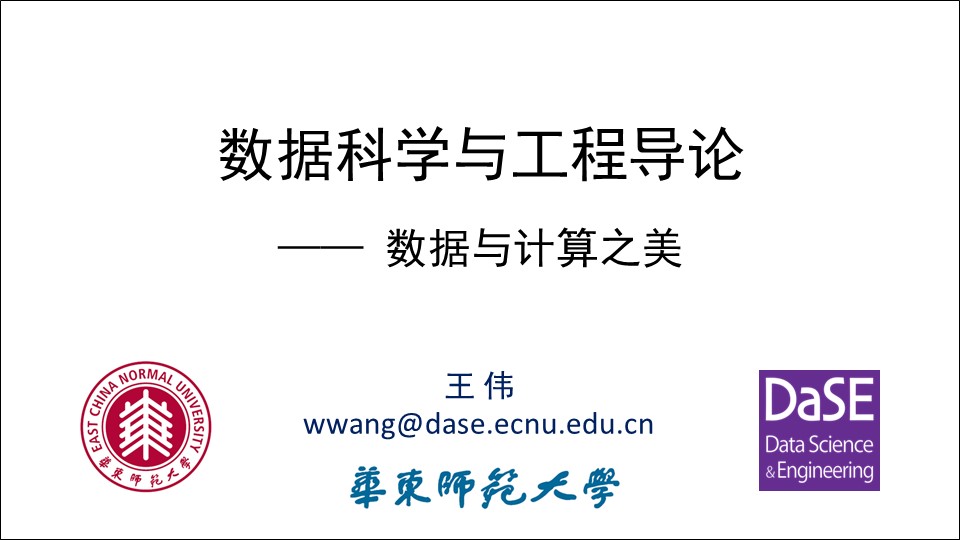 数据科学与工程导论
—— 数据与计算之美
EAST CHINA NORMAL UNIVERSITY
華東師範大學
王 伟
wwang@dase.ecnu.edu.cn
華東師範大學
DaSE
Data Science
& Engineering